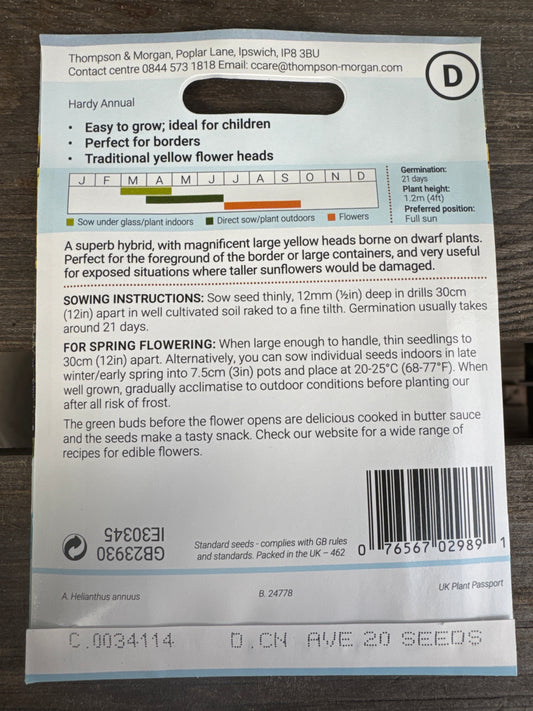 Thompson & Morgan, Poplar Lane, Ipswich, IP8 3BU
Contact centre 0844 573 1818 Email: ccare@thompson-morgan.com
D
Hardy Annual
• Easy to grow; ideal for children
• Perfect for borders
• Traditional yellow flower heads
J F M A M J J A S O N D
Sow under glass/plant indoors Direct sow/plant outdoors Flowers
Germination:
21 days
Plant height:
1.2m (4ft)
Preferred position:
Full sun
A superb hybrid, with magnificent large yellow heads borne on dwarf plants.
Perfect for the foreground of the border or large containers, and very useful
for exposed situations where taller sunflowers would be damaged.
SOWING INSTRUCTIONS: Sow seed thinly, 12mm (½in) deep in drills 30cm
(12in) apart in well cultivated soil raked to a fine tilth. Germination usually takes
around 21 days.
FOR SPRING FLOWERING: When large enough to handle, thin seedlings to
30cm (12in) apart. Alternatively, you can sow individual seeds indoors in late
winter/early spring into 7.5cm (3in) pots and place at 20-25°C (68-77°F). When
well grown, gradually acclimatise to outdoor conditions before planting our
after all risk of frost.
The green buds before the flower opens are delicious cooked in butter sauce
and the seeds make a tasty snack. Check our website for a wide range of
recipes for edible flowers.
GB23930
IE30345
Standard seeds - complies with GB rules
and standards. Packed in the UK – 462
0 76567 02989 1
A. Helianthus annuus
B. 24778
UK Plant Passport
C.0034114 D.CN AVE 20 SEEDS